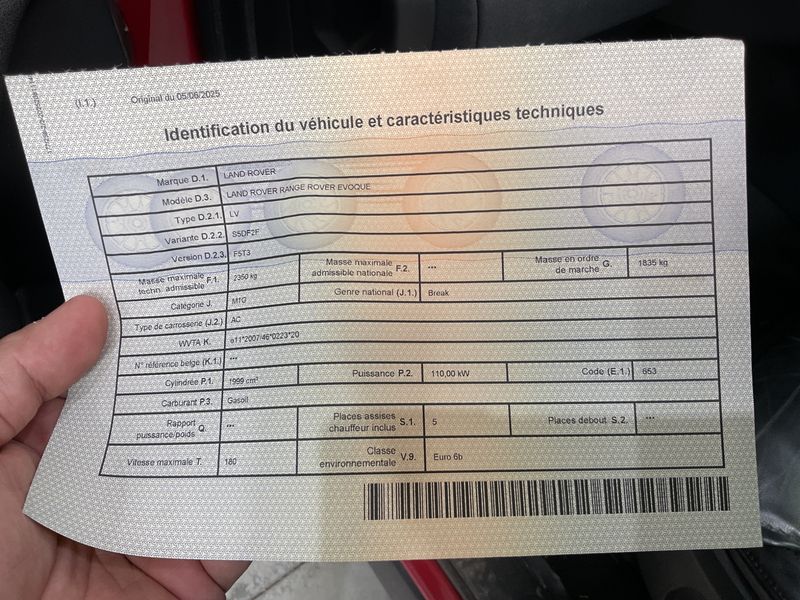 (I.1.) Original du 05/06/2025
Identification du véhicule et caractéristiques techniques
Marque D.1. LAND ROVER
Modèle D.3. LAND ROVER RANGE ROVER EVOQUE
Type D.2.1. LV
Variante D.2.2. S5DF2F
Version D.2.3. F5T3
Masse maximale techn. admissible F.1. 2350 kg
Masse maximale admissible nationale F.2. ---
Masse en ordre de marche G. 1835 kg
Catégorie J. M1G
Genre national (J.1.) Break
Type de carrosserie (J.2.) AC
WVTA K. e11*2007/46*0223*20
N° référence belge (K.1.) ---
Cylindrée P.1. 1999 cm³
Puissance P.2. 110,00 kW
Code (E.1.) 653
Carburant P.3. Gasoil
Rapport puissance/poids Q. ---
Places assises chauffeur inclus S.1. 5
Places debout S.2. ---
Vitesse maximale T. 180
Classe environnementale V.9. Euro 6b